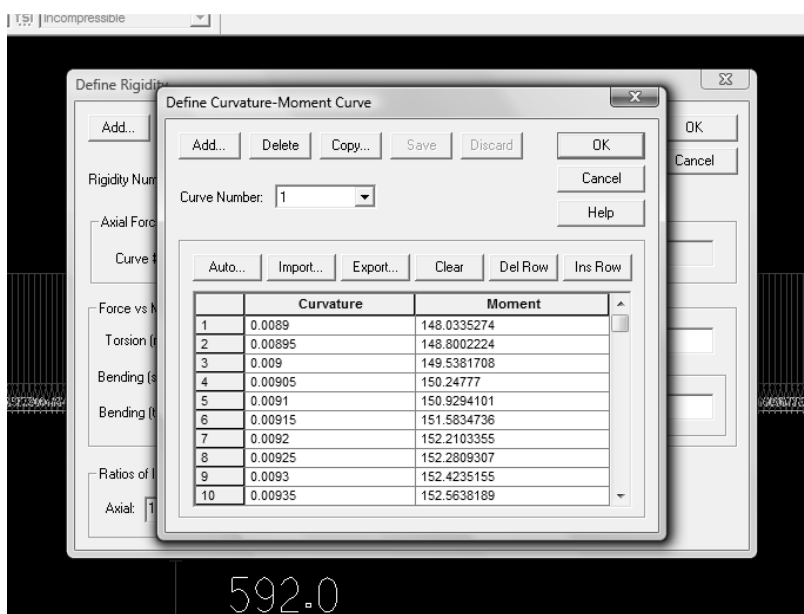 TSI Incompressible
Define Rigidity
Add... OK
Cancel
Rigidity Num
Axial Forc
Curve #
Force vs M
Torsion (r
Bending (s
Bending (t
Ratios of I
Axial: 1
Define Curvature-Moment Curve
Add... Delete Copy... Save Discard OK
Cancel
Curve Number: 1
Help
Auto... Import... Export... Clear Del Row Ins Row
Curvature Moment
1 0.0089 148.0335274
2 0.00895 148.8002224
3 0.009 149.5381708
4 0.00905 150.24777
5 0.0091 150.9294101
6 0.00915 151.5834736
7 0.0092 152.2103355
8 0.00925 152.2809307
9 0.0093 152.4235155
10 0.00935 152.5638189
592.0